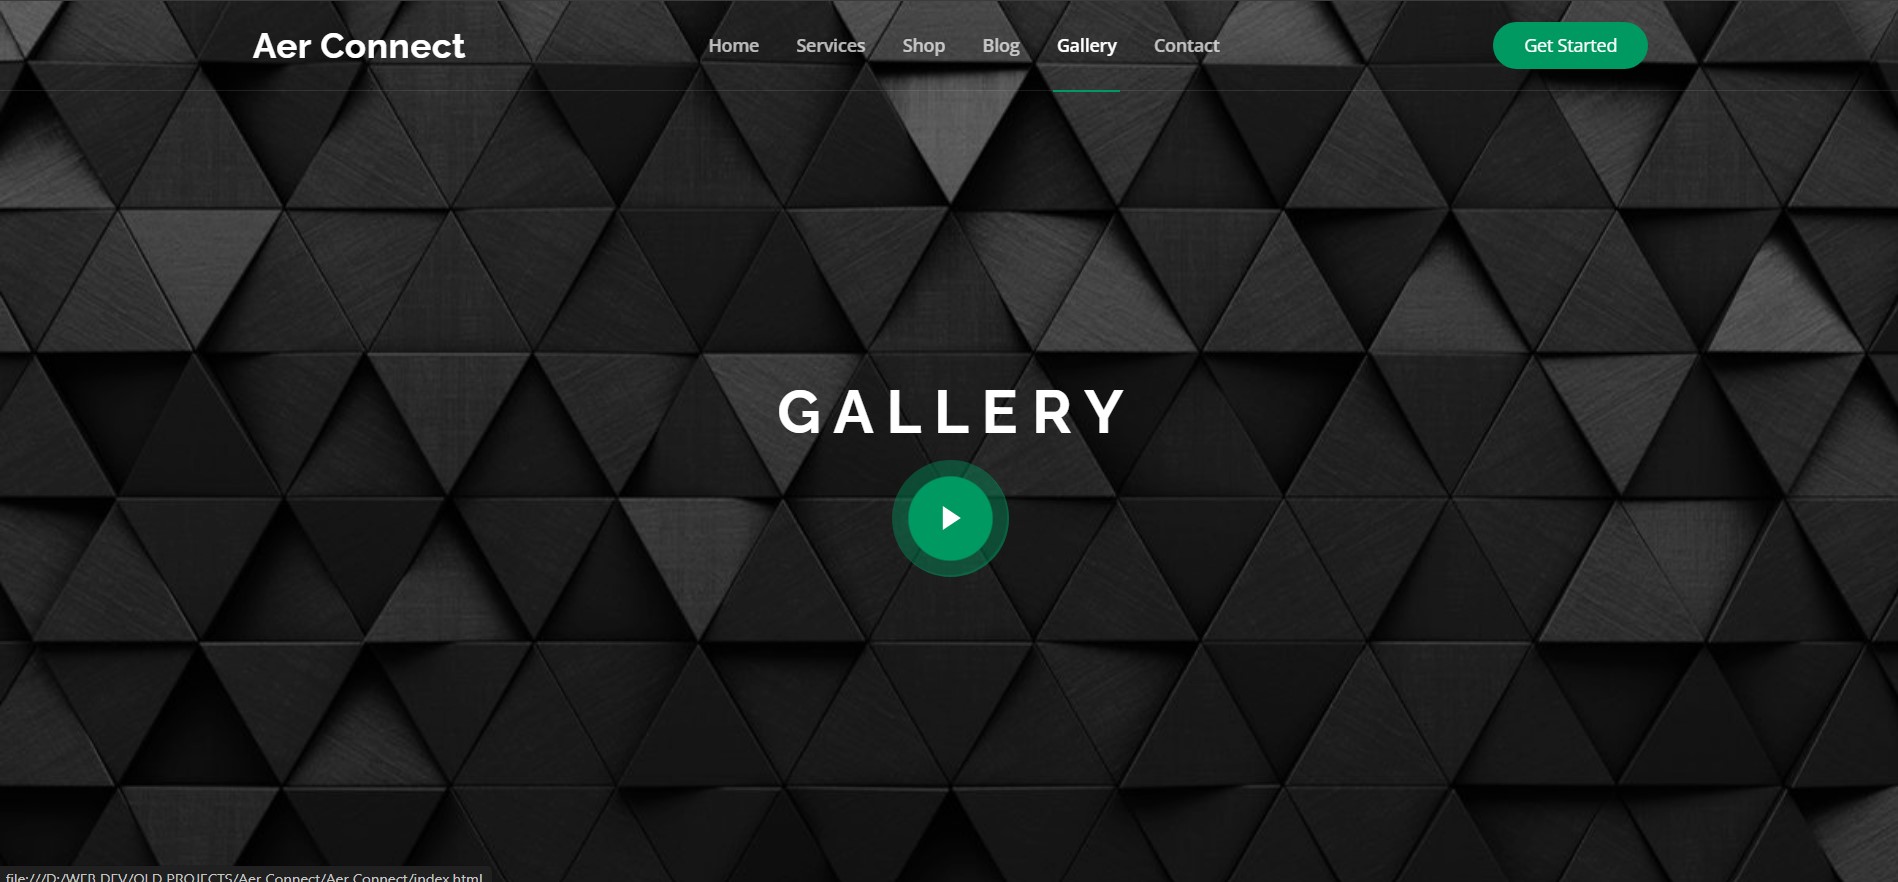 Aer Connect
Home Services Shop Blog Gallery Contact
Get Started
GALLERY
file:///D:/WEB DEV/OLD PROJECTS/Aer Connect/Aer Connect/index.html